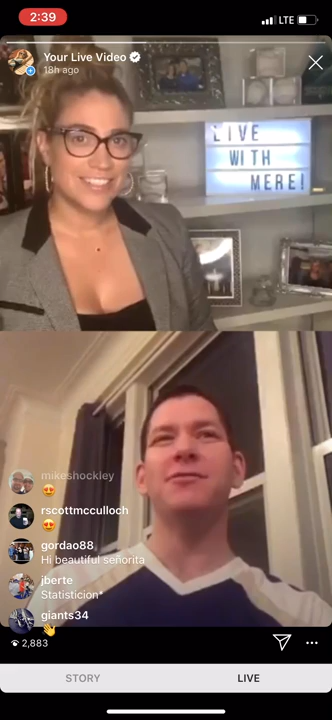 2:39
LTE
Your Live Video
18h ago
LIVE
WITH
MERE!
mikeshockley
😍
rscottmcculloch
😍
gordao88
Hi beautiful señorita
jberte
Statisticion*
giants34
👋
2,883
STORY
LIVE